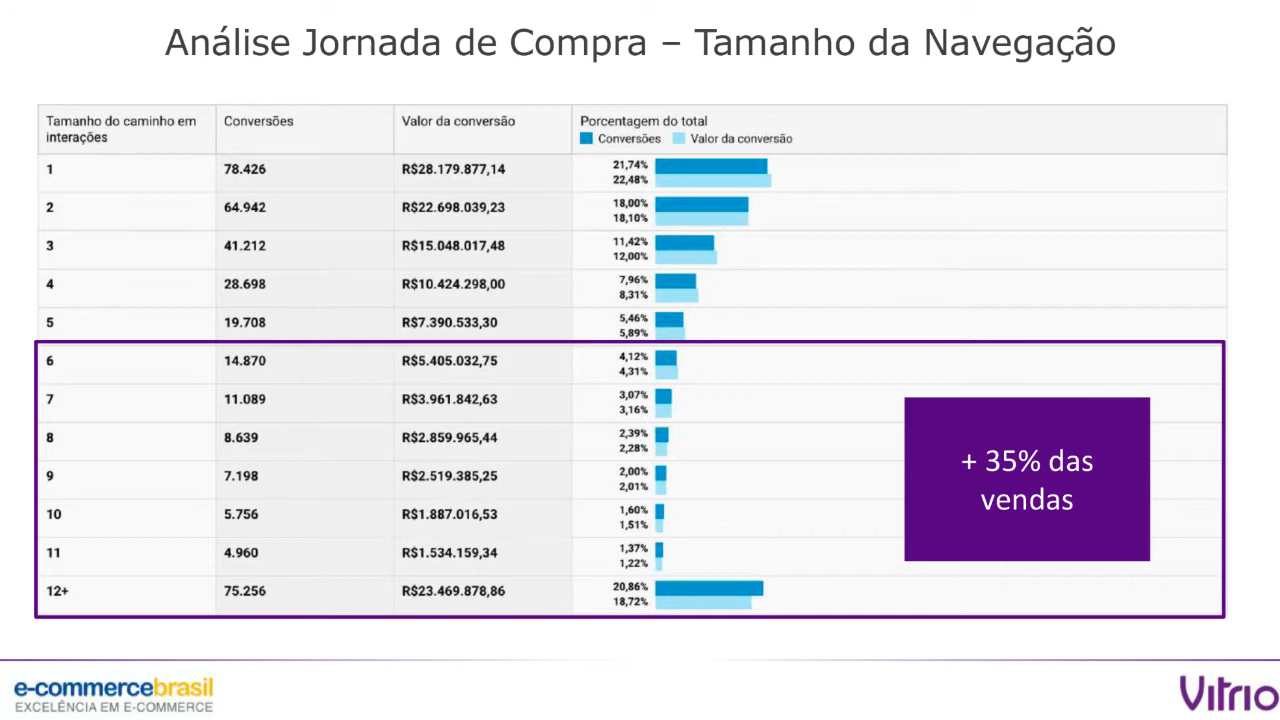 Análise Jornada de Compra – Tamanho da Navegação
Tamanho do caminho em interações Conversões Valor da conversão Porcentagem do total
Conversões Valor da conversão
1 78.426 R$28.179.877,14 21,74% 22,48%
2 64.942 R$22.698.039,23 18,00% 18,10%
3 41.212 R$15.048.017,48 11,42% 12,00%
4 28.698 R$10.424.298,00 7,96% 8,31%
5 19.708 R$7.390.533,30 5,46% 5,89%
6 14.870 R$5.405.032,75 4,12% 4,31%
7 11.089 R$3.961.842,63 3,07% 3,16%
8 8.639 R$2.859.965,44 2,39% 2,28%
9 7.198 R$2.519.385,25 2,00% 2,01%
10 5.756 R$1.887.016,53 1,60% 1,51%
11 4.960 R$1.534.159,34 1,37% 1,22%
12+ 75.256 R$23.469.878,86 20,86% 18,72%
+ 35% das
vendas
e-commercebrasil
EXCELÊNCIA EM E-COMMERCE
Vitrio